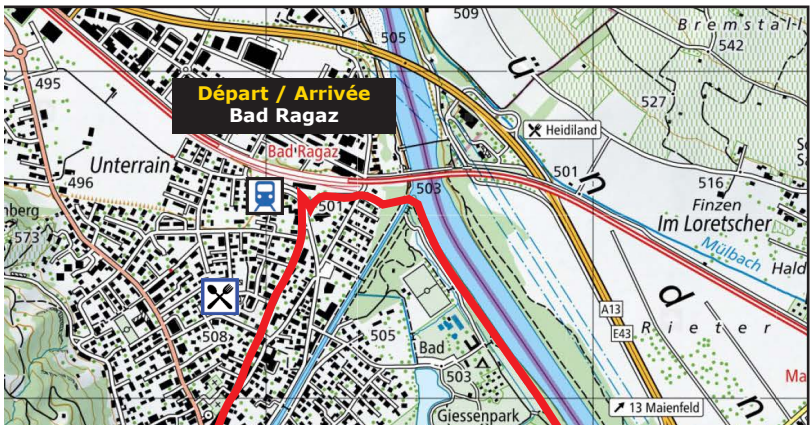 509
Bremstall
505
542
495
ü
Départ / Arrivée
Bad Ragaz
527
Heidiland
Bad Ragaz
Unterrain
501
n
516
496
503
501
Finzen
573
Im Loretscher
Mülbach
Hald
d
A13
E43
Rieter
508
505
Bad
503
Ma
n
13 Maienfeld
Giessenpark